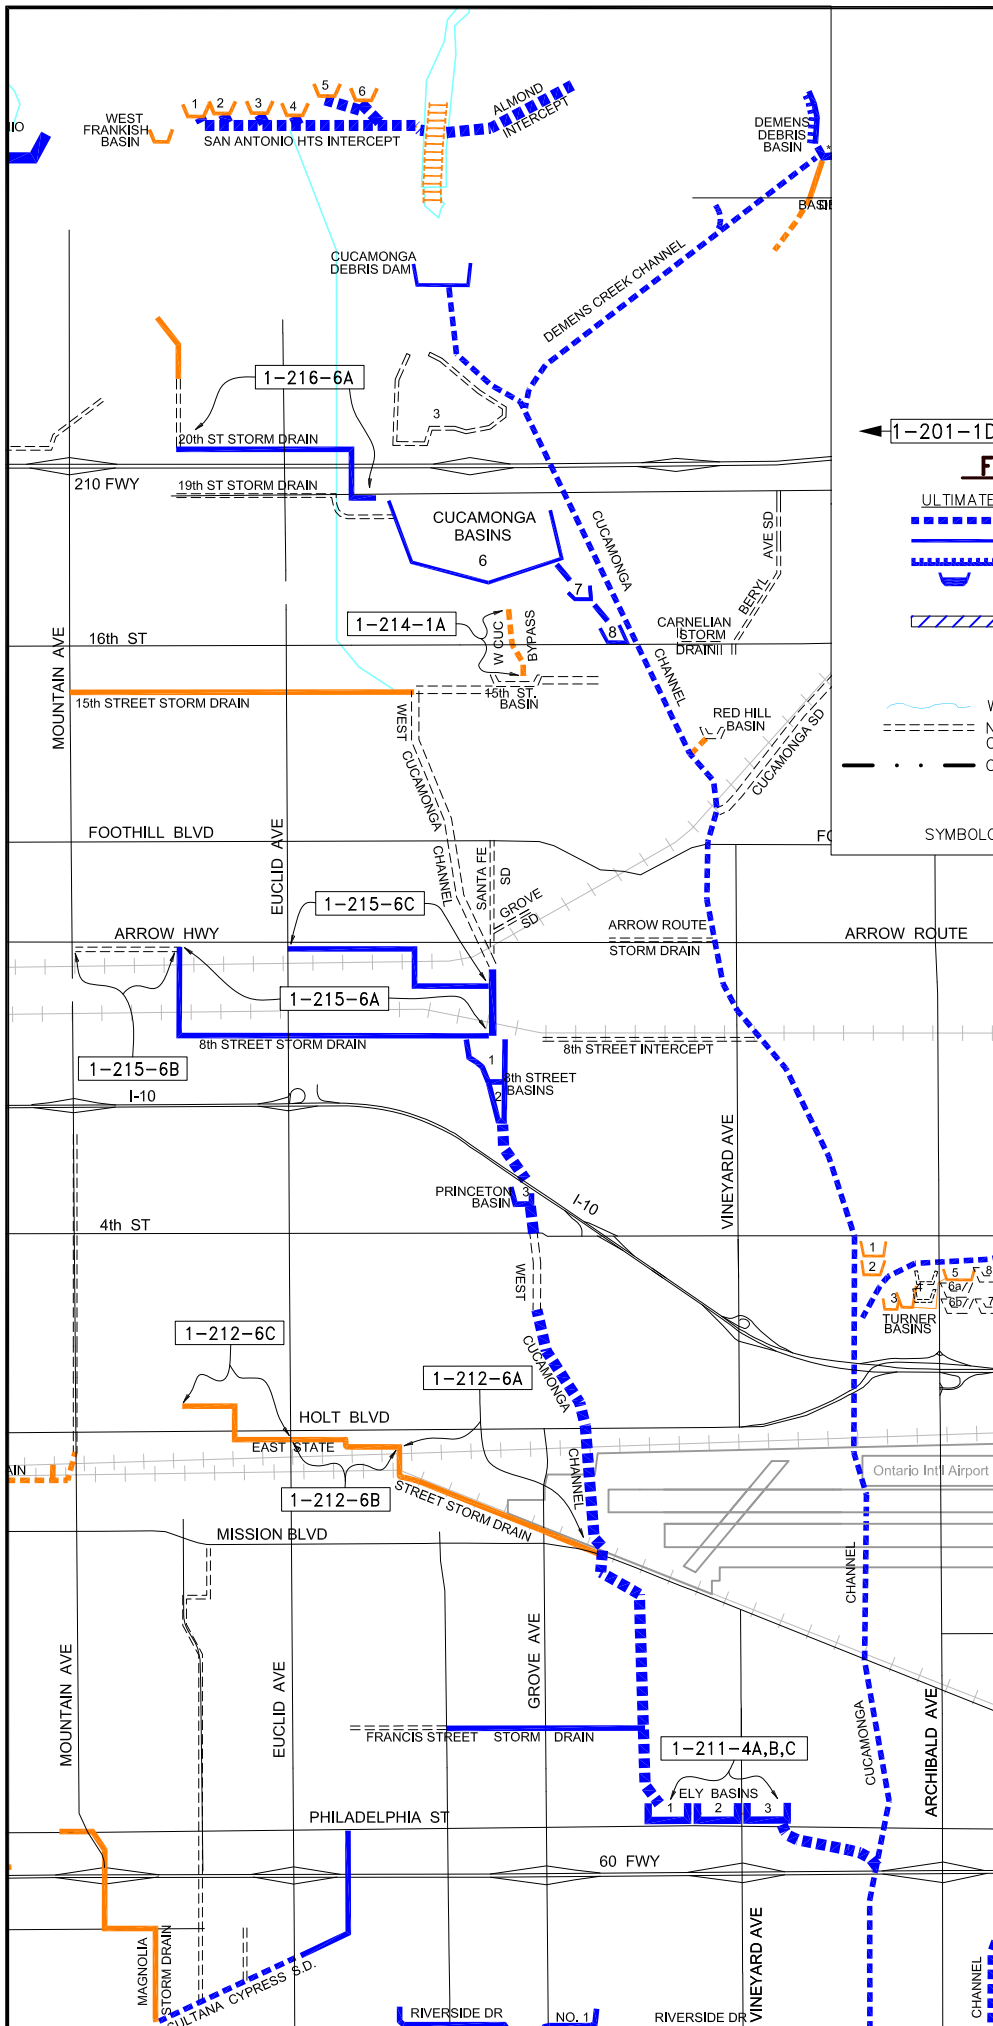 NIO
WEST
FRANKISH
BASIN
1
2
3
4
5
6
SAN ANTONIO HTS INTERCEPT
ALMOND
INTERCEPT
DEMENS
DEBRIS
BASIN
*
CUCAMONGA
DEBRIS DAM
DEMENS CREEK CHANNEL
1-216-6A
3
20th ST STORM DRAIN
210 FWY
19th ST STORM DRAIN
CUCAMONGA
BASINS
6
7
8
CUCAMONGA
CHANNEL
AVE SD
BERYL
1-201-1D
F
ULTIMATE
MOUNTAIN AVE
16th ST
1-214-1A
W CUC
BYPASS
CARNELIAN
STORM
DRAIN
15th ST.
BASIN
15th STREET STORM DRAIN
WEST
CUCAMONGA
CHANNEL
RED HILL
BASIN
CUCAMONGA SD
W
N
C
C
SYMBOLO
FOOTHILL BLVD
FO
EUCLID AVE
SANTA FE
SD
GROVE
SD
1-215-6C
ARROW HWY
ARROW ROUTE
STORM DRAIN
ARROW ROUTE
1-215-6A
8th STREET STORM DRAIN
8th STREET INTERCEPT
1-215-6B
1
2
8th STREET
BASINS
I-10
PRINCETON
BASIN
3
I-10
VINEYARD AVE
4th ST
WEST
1
2
3
4
5
6a
6b
7
8
TURNER
BASINS
1-212-6C
1-212-6A
CUCAMONGA
HOLT BLVD
EAST STATE
CHANNEL
AIN
1-212-6B
STREET STORM DRAIN
Ontario Int'l Airport
MISSION BLVD
CHANNEL
MOUNTAIN AVE
EUCLID AVE
GROVE AVE
FRANCIS STREET STORM DRAIN
1-211-4A,B,C
CUCAMONGA
ARCHIBALD AVE
ELY BASINS
1
2
3
PHILADELPHIA ST
60 FWY
MAGNOLIA
STORM DRAIN
SULTANA CYPRESS S.D.
VINEYARD AVE
CHANNEL
RIVERSIDE DR
NO. 1
RIVERSIDE DR